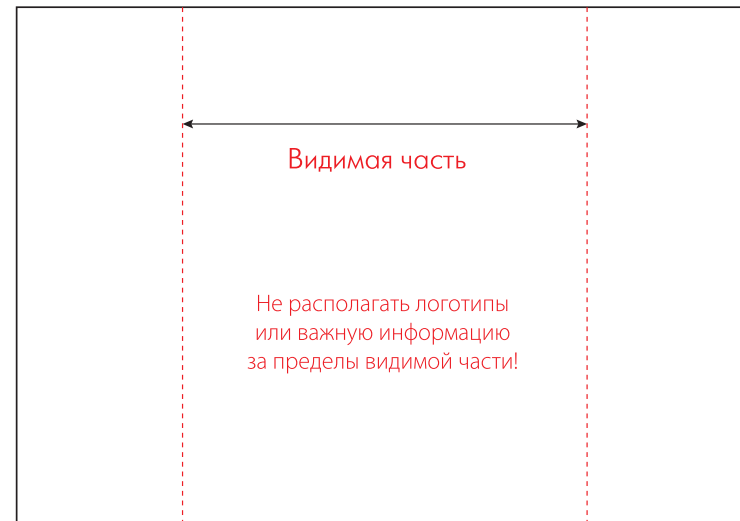 Видимая часть
Не располагать логотипы
или важную информацию
за пределы видимой части!